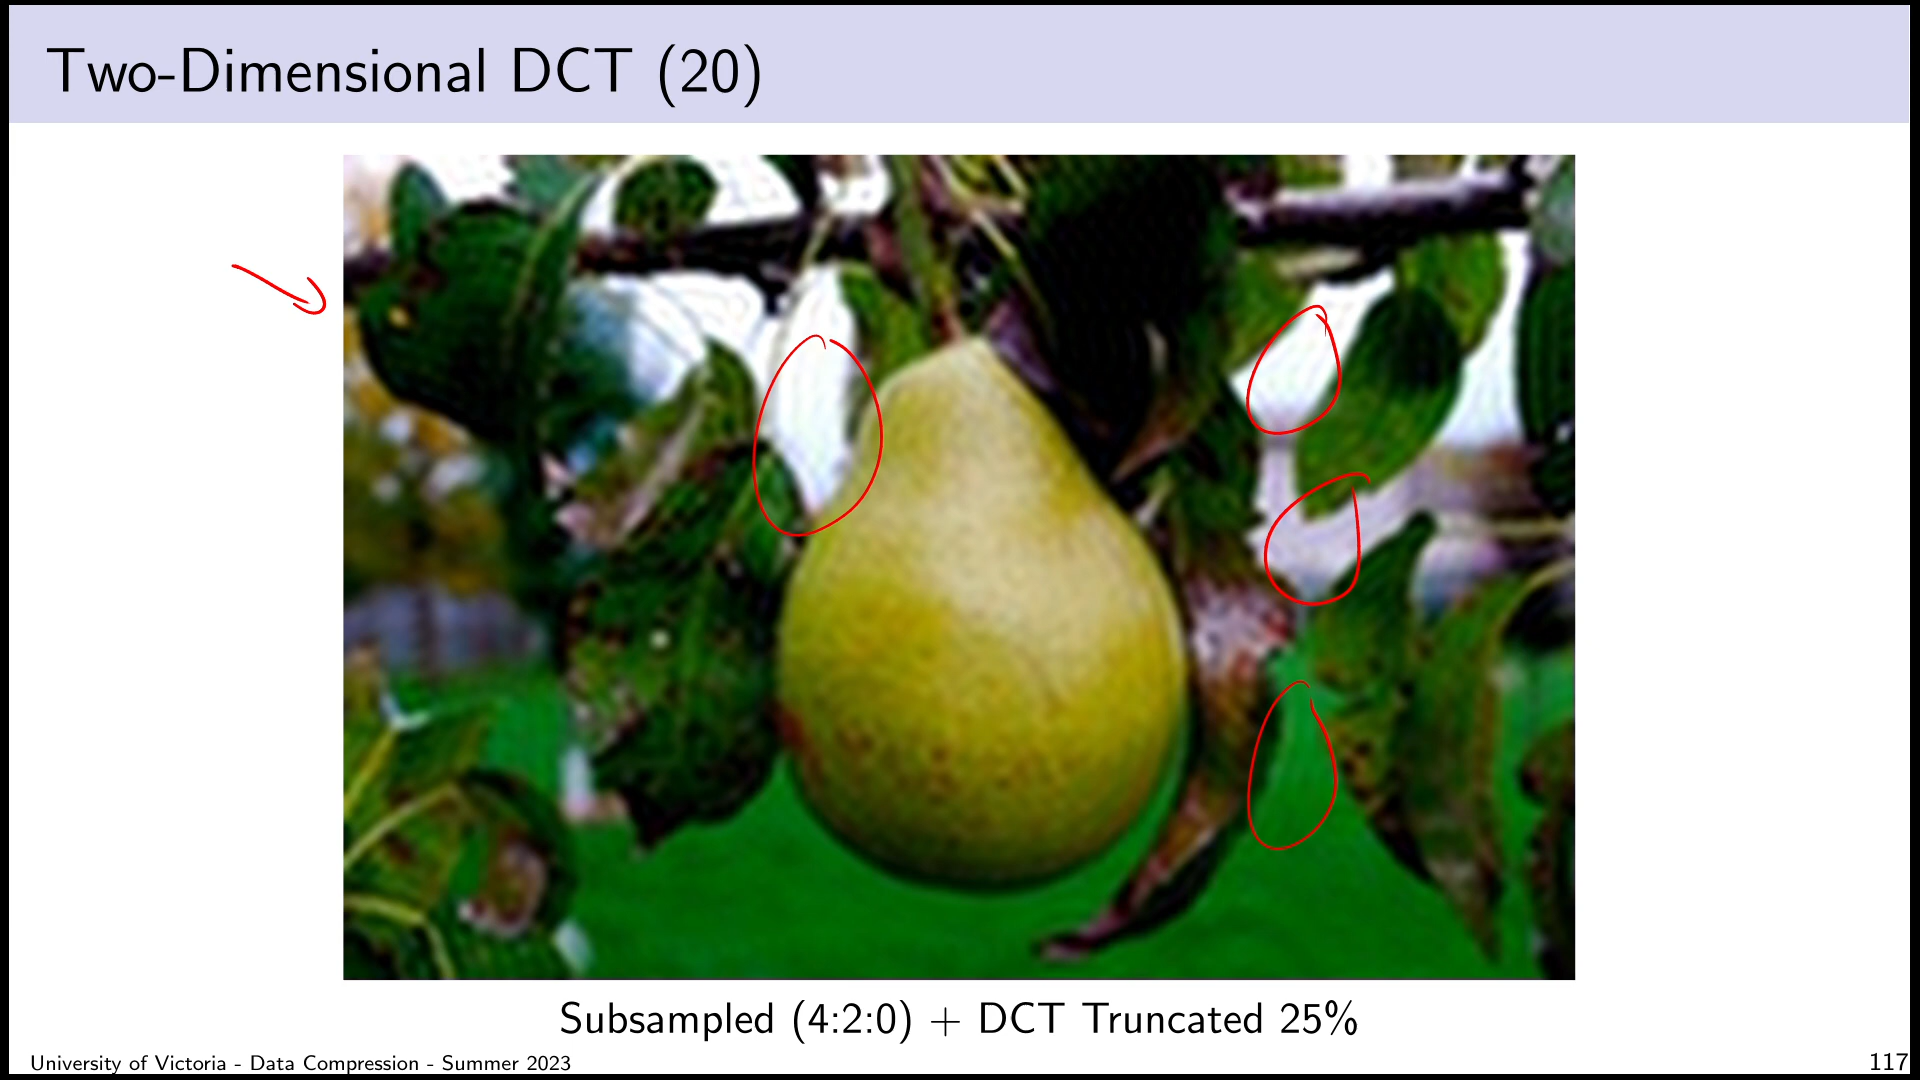 Two-Dimensional DCT (20)
Subsampled (4:2:0) + DCT Truncated 25%
University of Victoria - Data Compression - Summer 2023
117